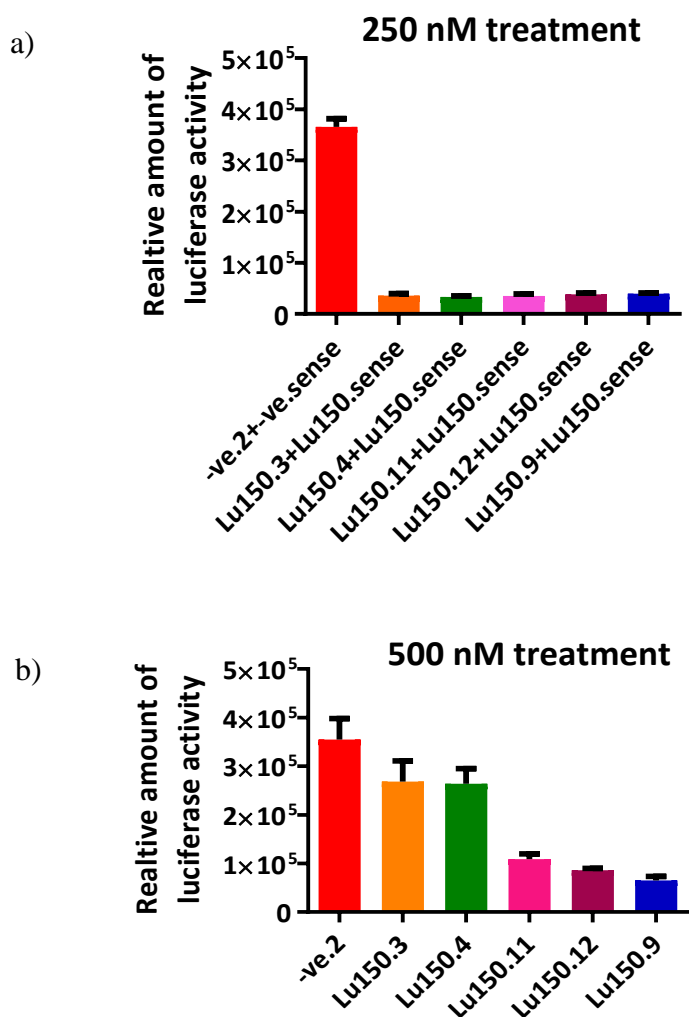 a)
250 nM treatment
Realtive amount of
luciferase activity
5×10⁵
4×10⁵
3×10⁵
2×10⁵
1×10⁵
0
-ve.2+-ve.sense
Lu150.3+Lu150.sense
Lu150.4+Lu150.sense
Lu150.11+Lu150.sense
Lu150.12+Lu150.sense
Lu150.9+Lu150.sense
b)
500 nM treatment
Realtive amount of
luciferase activity
5×10⁵
4×10⁵
3×10⁵
2×10⁵
1×10⁵
0
-ve.2
Lu150.3
Lu150.4
Lu150.11
Lu150.12
Lu150.9